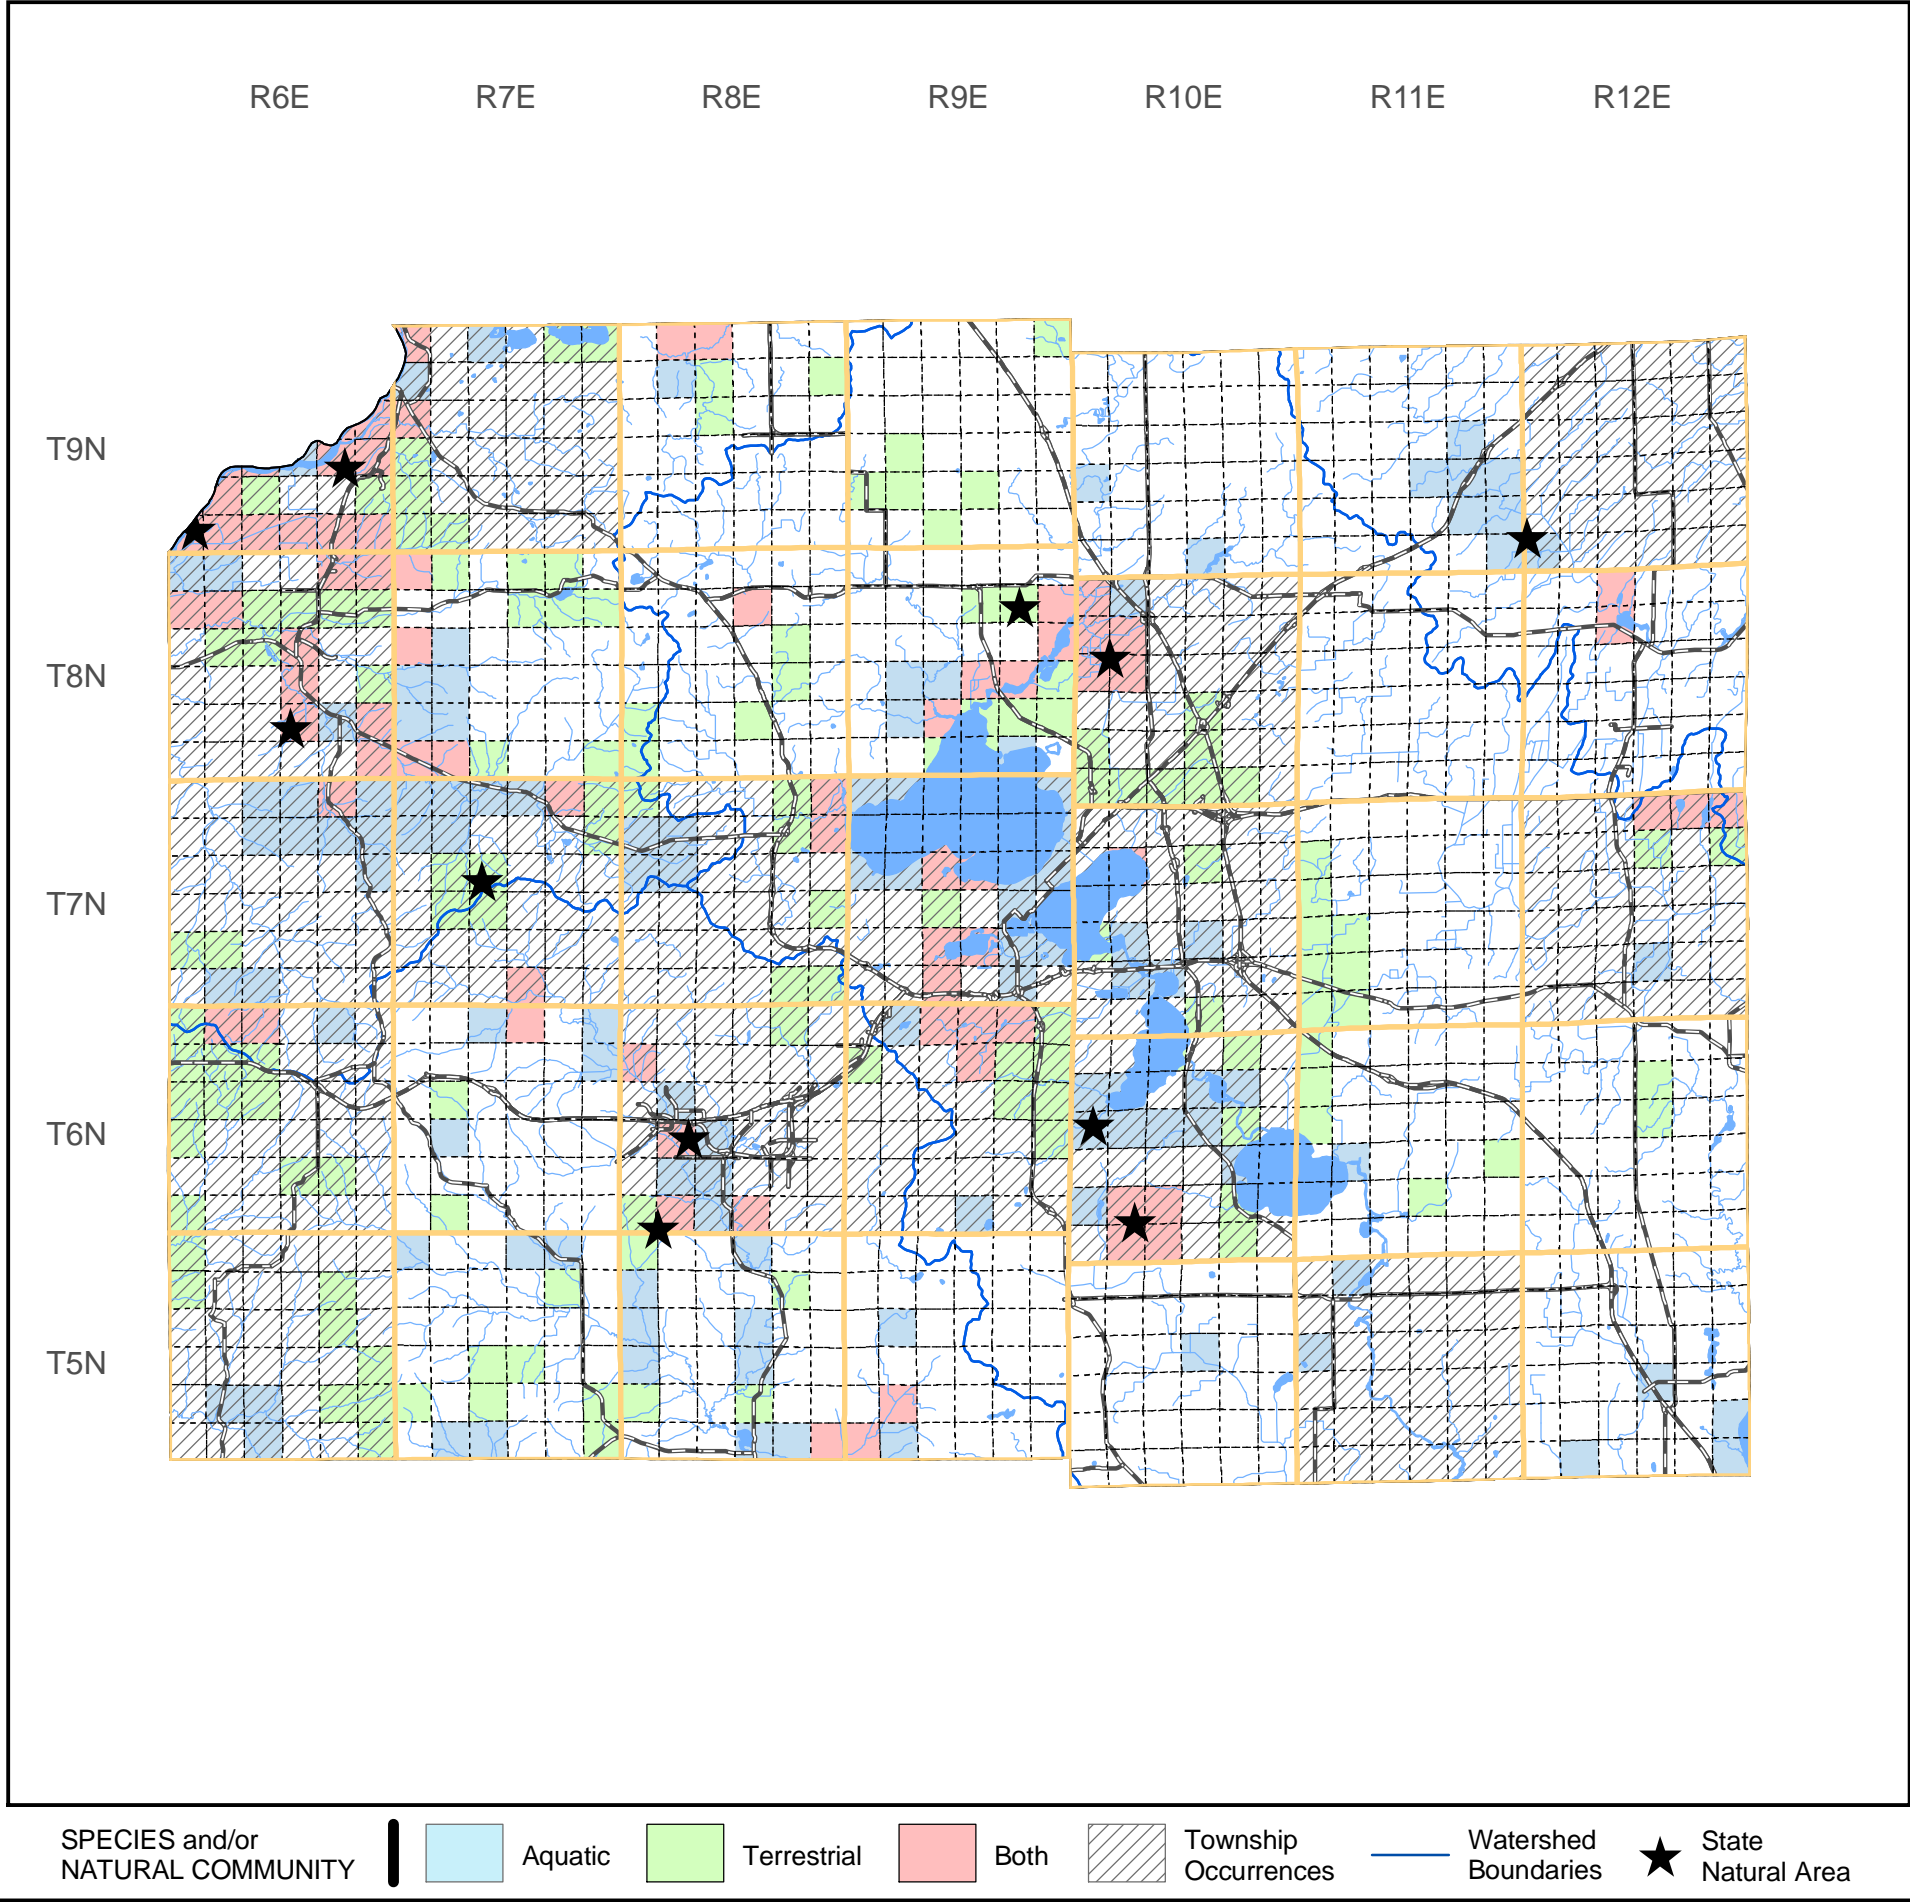 R6E R7E R8E R9E R10E R11E R12E
T9N
T8N
T7N
T6N
T5N
SPECIES and/or
NATURAL COMMUNITY
Aquatic
Terrestrial
Both
Township
Occurrences
Watershed
Boundaries
State
Natural Area